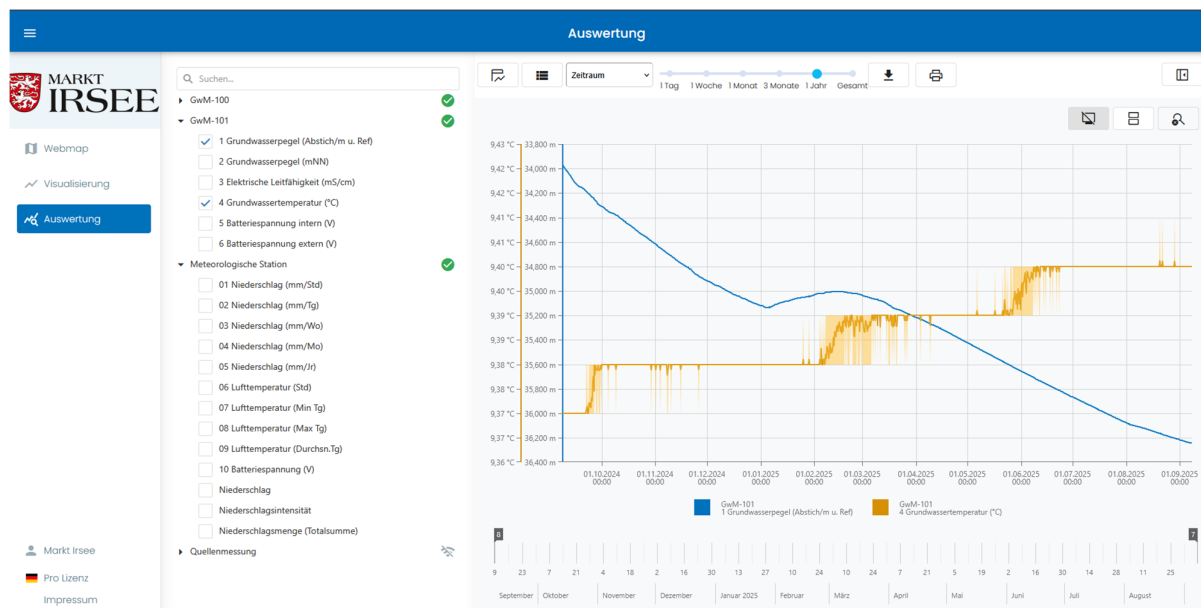 Auswertung
MARKT
IRSEE
Webmap
Visualisierung
Auswertung
Markt Irsee
Pro Lizenz
Impressum
Suchen...
GwM-100
GwM-101
1 Grundwasserpegel (Abstich/m u. Ref)
2 Grundwasserpegel (mNN)
3 Elektrische Leitfähigkeit (mS/cm)
4 Grundwassertemperatur (°C)
5 Batteriespannung intern (V)
6 Batteriespannung extern (V)
Meteorologische Station
01 Niederschlag (mm/Std)
02 Niederschlag (mm/Tg)
03 Niederschlag (mm/Wo)
04 Niederschlag (mm/Mo)
05 Niederschlag (mm/Jr)
06 Lufttemperatur (Std)
07 Lufttemperatur (Min Tg)
08 Lufttemperatur (Max Tg)
09 Lufttemperatur (Durchsn.Tg)
10 Batteriespannung (V)
Niederschlag
Niederschlagsintensität
Niederschlagsmenge (Totalsumme)
Quellenmessung
Zeitraum
1 Tag 1 Woche 1 Monat 3 Monate 1 Jahr Gesamt
9,43 °C 33,800 m
9,42 °C 34,000 m
9,42 °C 34,200 m
9,41 °C 34,400 m
9,41 °C 34,600 m
9,40 °C 34,800 m
9,40 °C 35,000 m
9,39 °C 35,200 m
9,39 °C 35,400 m
9,38 °C 35,600 m
9,38 °C 35,800 m
9,37 °C 36,000 m
9,37 °C 36,200 m
9,36 °C 36,400 m
01.10.2024 01.11.2024 01.12.2024 01.01.2025 01.02.2025 01.03.2025 01.04.2025 01.05.2025 01.06.2025 01.07.2025 01.08.2025 01.09.2025
00:00 00:00 00:00 00:00 00:00 00:00 00:00 00:00 00:00 00:00 00:00 00:00
GwM-101
1 Grundwasserpegel (Abstich/m u. Ref)
GwM-101
4 Grundwassertemperatur (°C)
8 7
9 23 7 21 4 18 2 16 30 13 27 10 24 10 24 7 21 5 19 2 16 30 14 28 11 25
September Oktober November Dezember Januar 2025 Februar März April Mai Juni Juli August